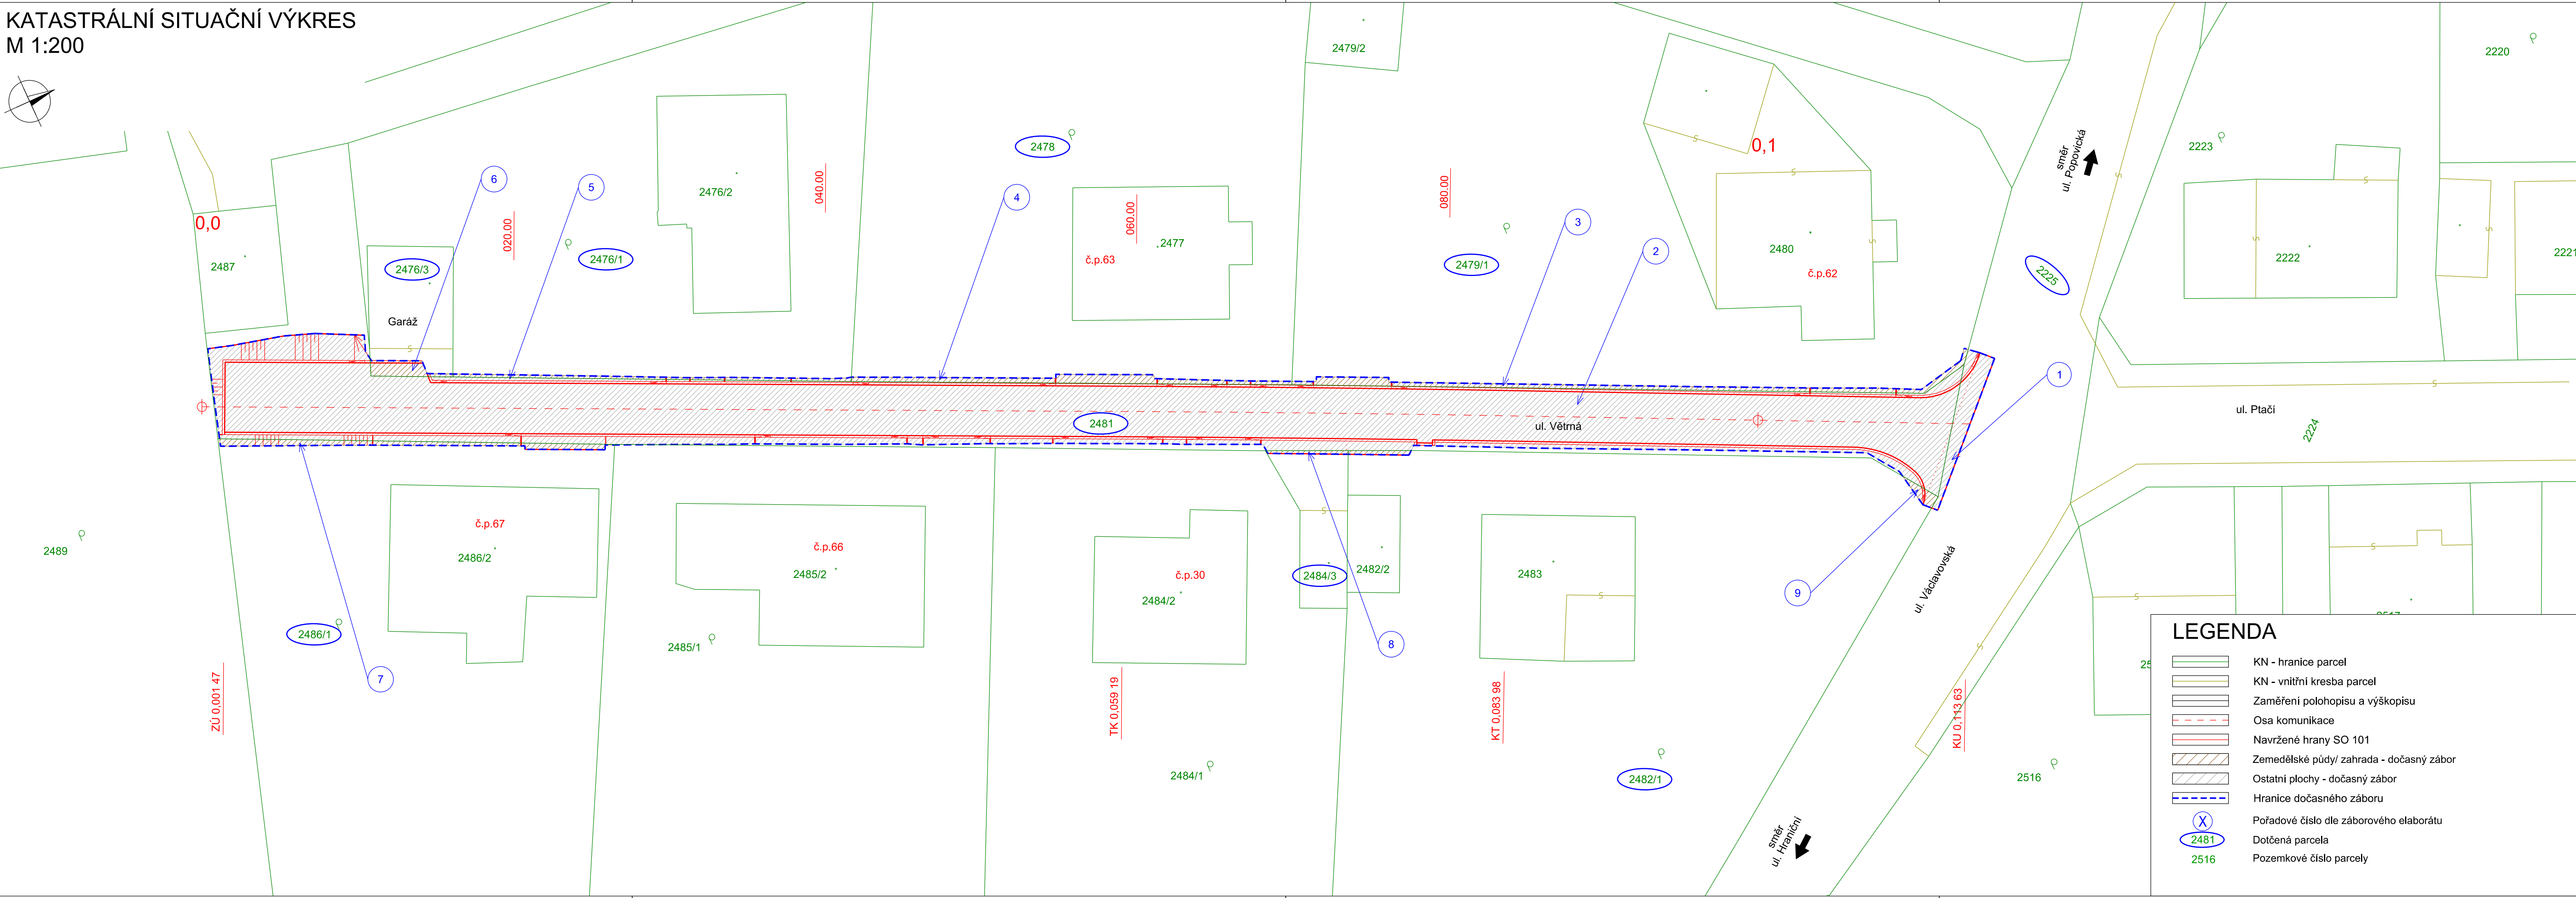 KATASTRÁLNÍ SITUAČNÍ VÝKRES
M 1:200
2479/2
2220
2478
2223
směr
ul. Popovická
0,1
6
5
4
2476/2
040.00
080.00
0,0
020.00
060.00
3
2
2477
č.p.63
2480
č.p.62
2487
2476/3
2476/1
2479/1
2225
2222
2221
Garáž
1
2481
ul. Větrná
ul. Ptačí
2224
č.p.67
2486/2
č.p.66
2485/2
č.p.30
2484/2
2484/3
2482/2
2483
9
ul. Václavovská
2489
2486/1
2485/1
8
7
ZÚ 0,001 47
TK 0,059 19
KT 0,083 98
KU 0,113 63
2484/1
2482/1
2516
směr
ul. Hraniční
LEGENDA
KN - hranice parcel
KN - vnitřní kresba parcel
Zaměření polohopisu a výškopisu
Osa komunikace
Navržené hrany SO 101
Zemedělské půdy/ zahrada - dočasný zábor
Ostatní plochy - dočasný zábor
Hranice dočasného záboru
X Pořadové číslo dle záborového elaborátu
2481 Dotčená parcela
2516 Pozemkové číslo parcely